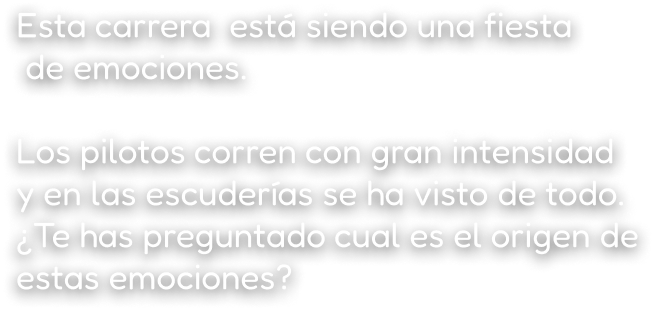 Esta carrera está siendo una fiesta
de emociones.
Los pilotos corren con gran intensidad
y en las escuderías se ha visto de todo.
¿Te has preguntado cual es el origen de
estas emociones?